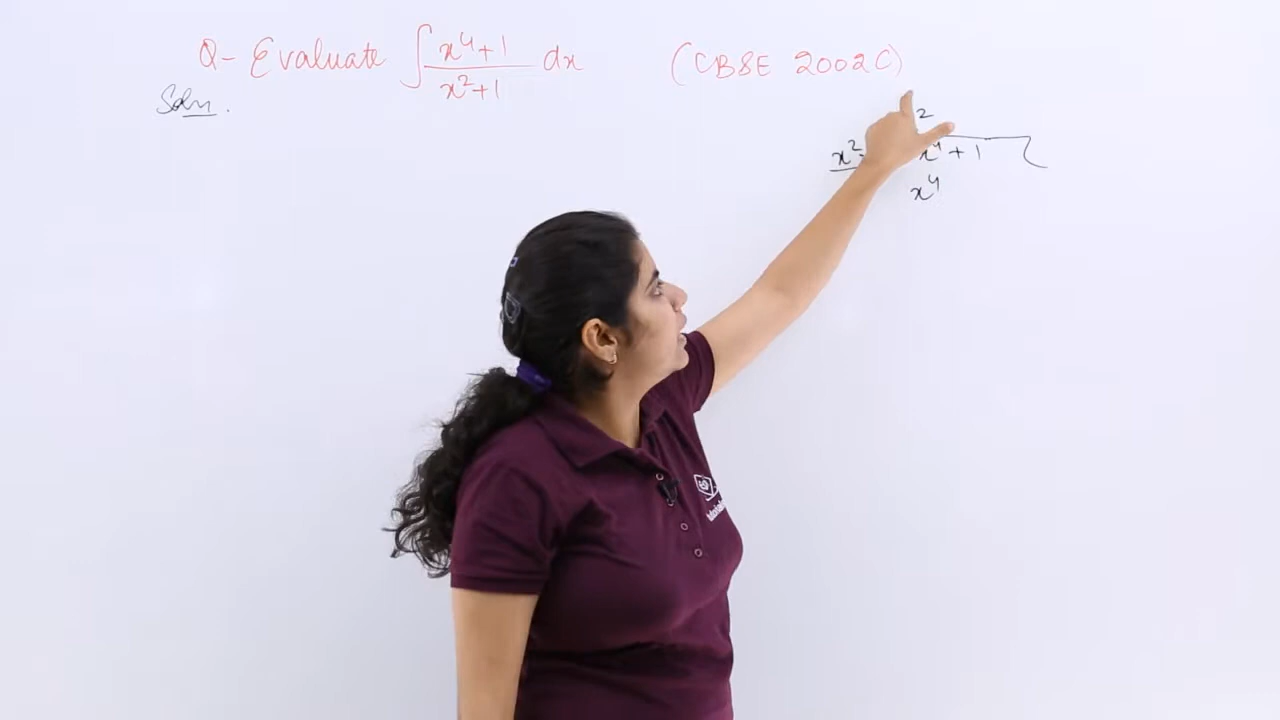 Q- Evaluate ∫ x⁴+1 / x²+1 dx (CBSE 2002C)
Soln.
2
x² x⁴ + 1
x⁴